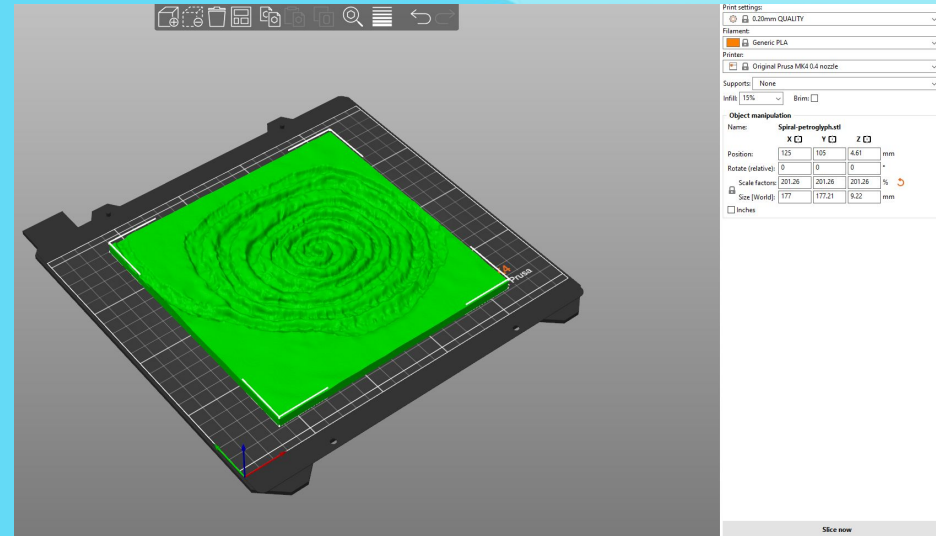 Print settings:
0.20mm QUALITY
Filament:
Generic PLA
Printer:
Original Prusa MK4 0.4 nozzle
Supports: None
Infill: 15% Brim:
Object manipulation
Name: Spiral-petroglyph.stl
X Y Z
Position: 125 105 4.61 mm
Rotate (relative): 0 0 0 °
Scale factors: 201.26 201.26 201.26 %
Size [World]: 177 177.21 9.22 mm
Inches
Slice now
4
Prusa